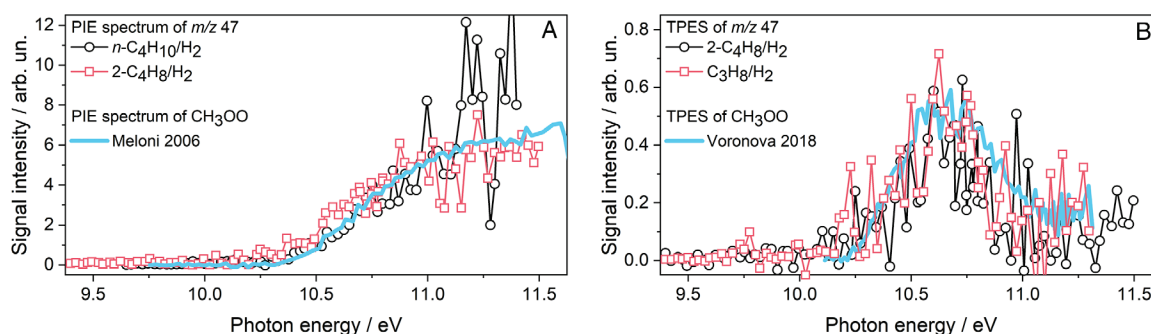 PIE spectrum of m/z 47
n-C4H10/H2
2-C4H8/H2
PIE spectrum of CH3OO
Meloni 2006
A
12
10
8
6
4
2
0
9.5 10.0 10.5 11.0 11.5
Signal intensity / arb. un.
Photon energy / eV
TPES of m/z 47
2-C4H8/H2
C3H8/H2
TPES of CH3OO
Voronova 2018
B
0.8
0.6
0.4
0.2
0.0
9.5 10.0 10.5 11.0 11.5
Signal intensity / arb. un.
Photon energy / eV